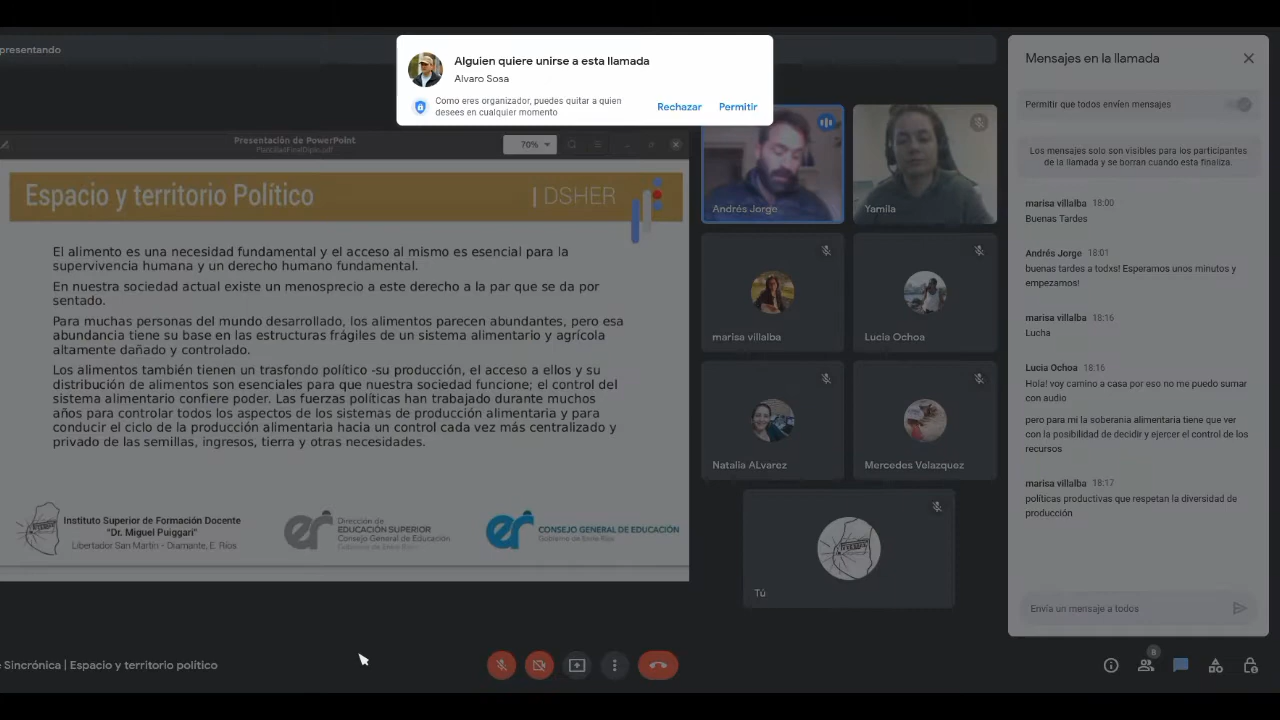 presentando
Alguien quiere unirse a esta llamada
Alvaro Sosa
Como eres organizador, puedes quitar a quien
desees en cualquier momento
Rechazar
Permitir
Presentación de PowerPoint
PlantillaFinalDiplo.pdf
70%
Espacio y territorio Político
| DSHER
El alimento es una necesidad fundamental y el acceso al mismo es esencial para la
supervivencia humana y un derecho humano fundamental.
En nuestra sociedad actual existe un menosprecio a este derecho a la par que se da por
sentado.
Para muchas personas del mundo desarrollado, los alimentos parecen abundantes, pero esa
abundancia tiene su base en las estructuras frágiles de un sistema alimentario y agrícola
altamente dañado y controlado.
Los alimentos también tienen un trasfondo político -su producción, el acceso a ellos y su
distribución de alimentos son esenciales para que nuestra sociedad funcione; el control del
sistema alimentario confiere poder. Las fuerzas políticas han trabajado durante muchos
años para controlar todos los aspectos de los sistemas de producción alimentaria y para
conducir el ciclo de la producción alimentaria hacia un control cada vez más centralizado y
privado de las semillas, ingresos, tierra y otras necesidades.
Instituto Superior de Formación Docente
"Dr. Miguel Puiggari"
Libertador San Martín - Diamante, E. Ríos
er
Dirección de
EDUCACIÓN SUPERIOR
Consejo General de Educación
Gobierno de Entre Ríos
er
CONSEJO GENERAL DE EDUCACIÓN
Gobierno de Entre Ríos
Andrés Jorge
Yamila
marisa villalba
Lucia Ochoa
Natalia ALvarez
Mercedes Velazquez
Tú
Mensajes en la llamada
Permitir que todos envíen mensajes
Los mensajes solo son visibles para los participantes
de la llamada y se borran cuando esta finaliza.
marisa villalba 18:00
Buenas Tardes
Andrés Jorge 18:01
buenas tardes a todxs! Esperamos unos minutos y
empezamos!
marisa villalba 18:16
Lucha
Lucia Ochoa 18:16
Hola! voy camino a casa por eso no me puedo sumar
con audio
pero para mi la soberania alimentaria tiene que ver
con la posibilidad de decidir y ejercer el control de los
recursos
marisa villalba 18:17
políticas productivas que respetan la diversidad de
producción
Envía un mensaje a todos
e Sincrónica | Espacio y territorio político
8